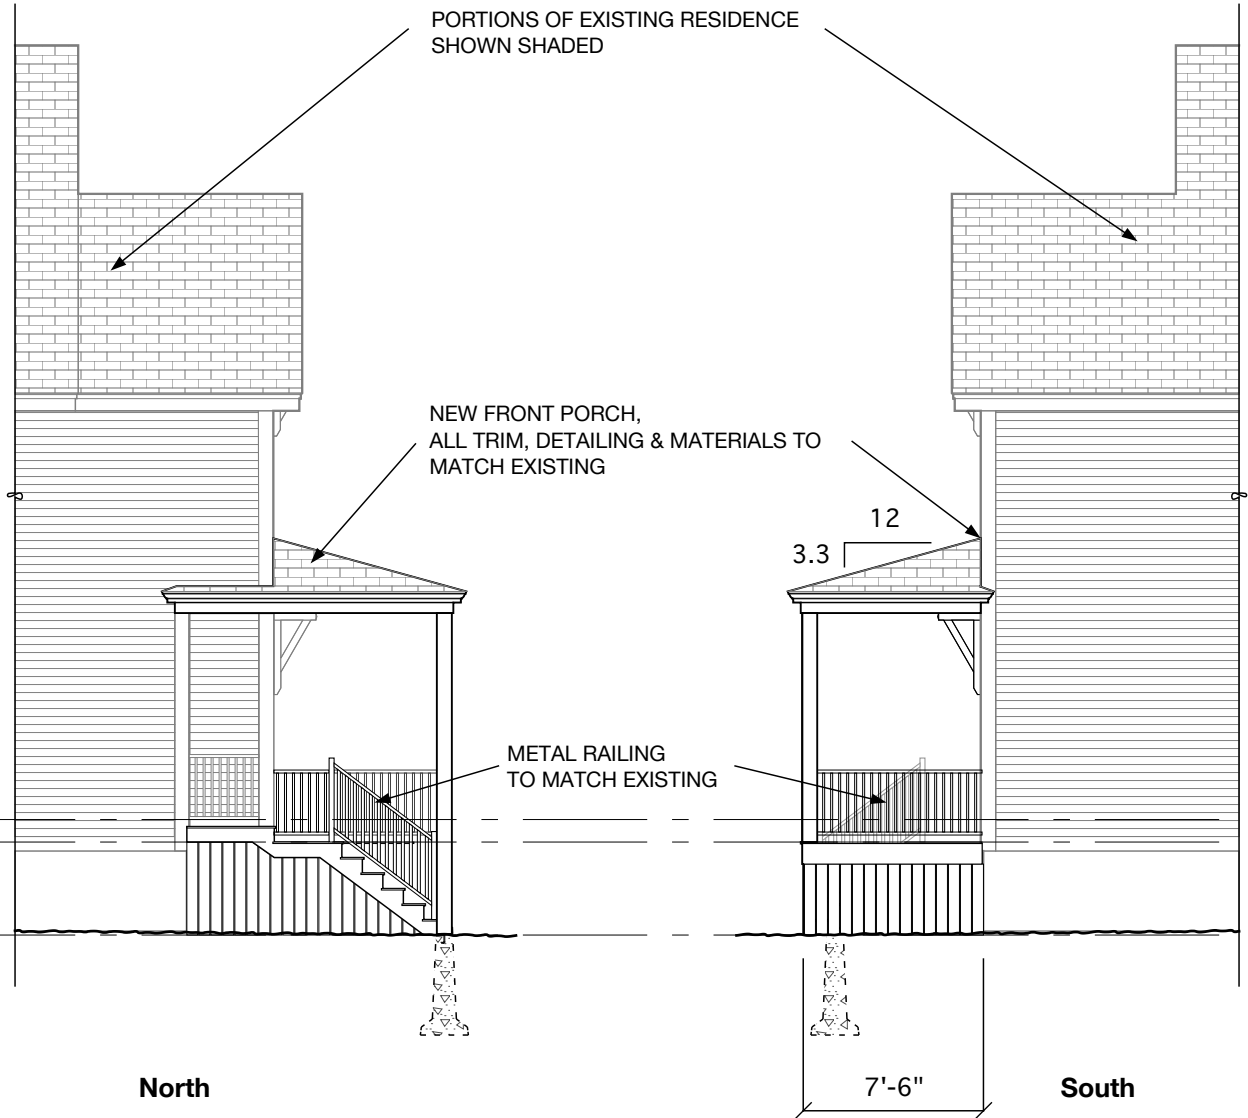 PORTIONS OF EXISTING RESIDENCE
SHOWN SHADED
NEW FRONT PORCH,
ALL TRIM, DETAILING & MATERIALS TO
MATCH EXISTING
12
3.3
METAL RAILING
TO MATCH EXISTING
North
7'-6"
South